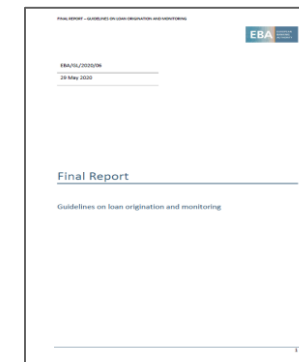 FINAL REPORT – GUIDELINES ON LOAN ORIGINATION AND MONITORING
EBA
EBA/GL/2020/06
29 May 2020
Final Report
Guidelines on loan origination and monitoring
1